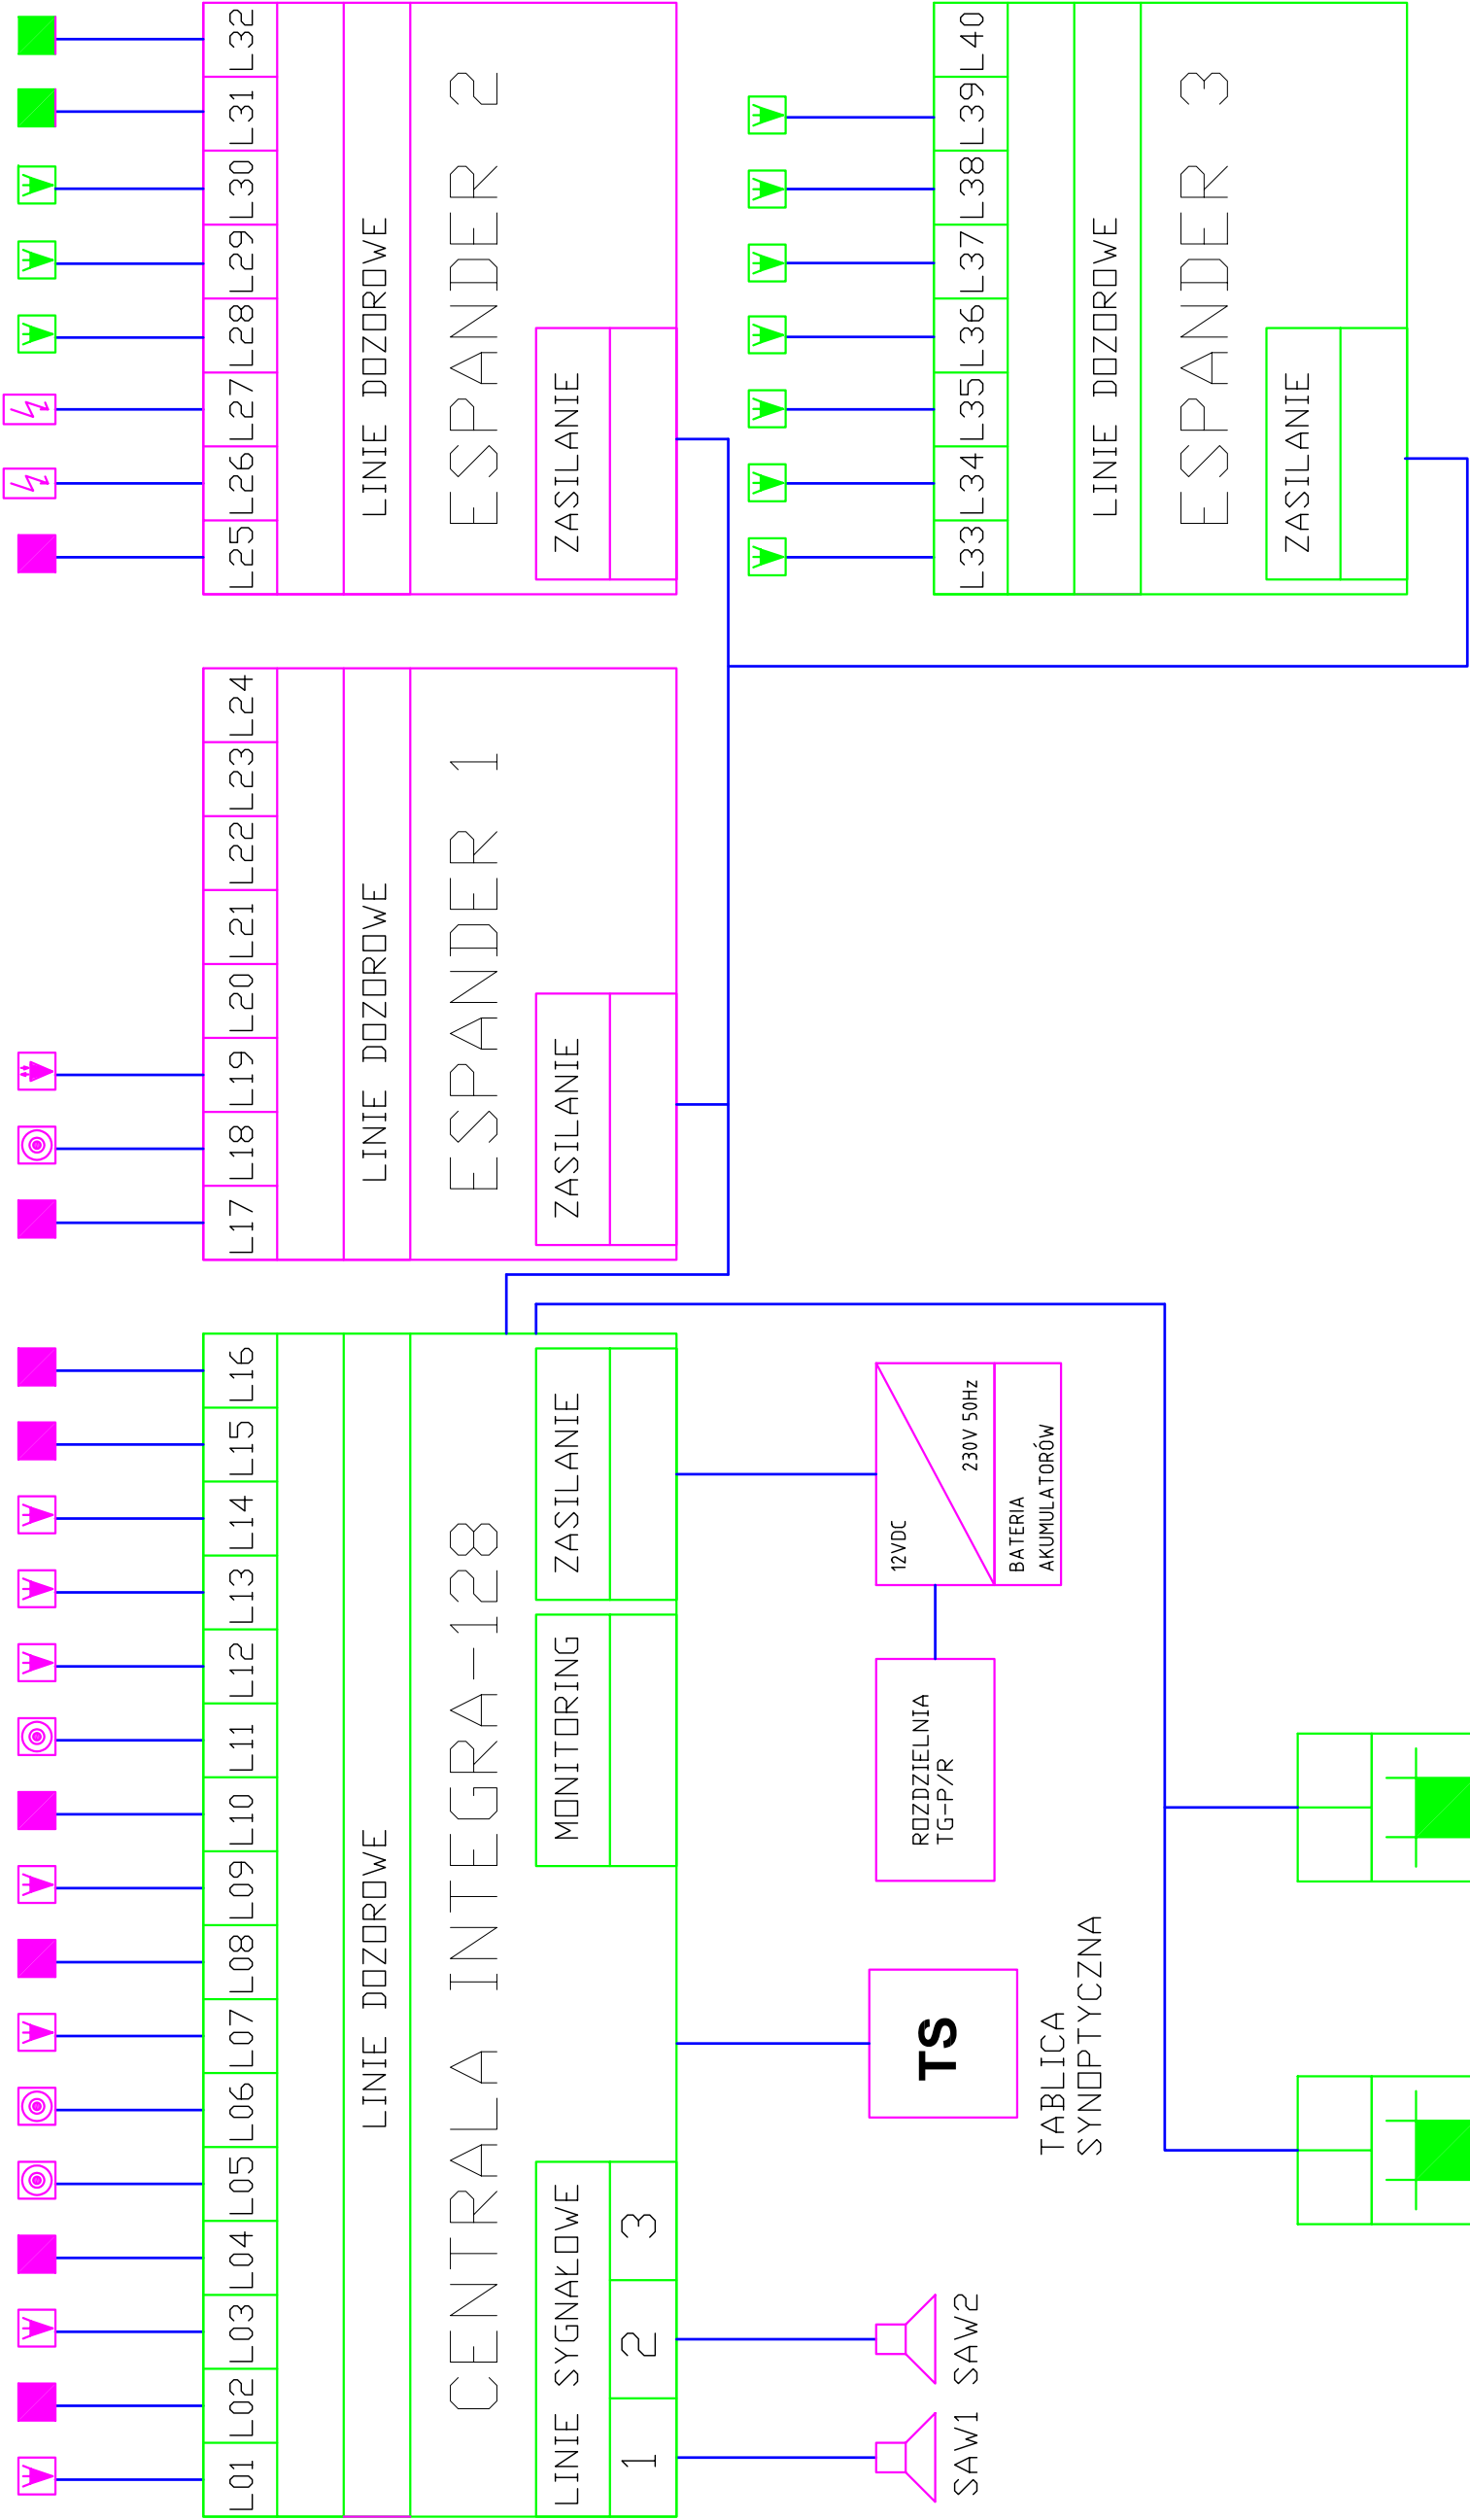 L01 L02 L03 L04 L05 L06 L07 L08 L09 L10 L11 L12 L13 L14 L15 L16
LINIE DOZOROWE
CENTRALA INTEGRA-128
LINIE SYGNAŁOWE
1 2 3
MONITORING
ZASILANIE
L17 L18 L19 L20 L21 L22 L23 L24
LINIE DOZOROWE
ESPANDER 1
ZASILANIE
L25 L26 L27 L28 L29 L30 L31 L32
LINIE DOZOROWE
ESPANDER 2
ZASILANIE
L33 L34 L35 L36 L37 L38 L39 L40
LINIE DOZOROWE
ESPANDER 3
ZASILANIE
SAW1 SAW2
TS
TABLICA
SYNOPTYCZNA
ROZDZIELNIA
TG-P/R
12VDC
230V 50Hz
BATERIA
AKUMULATORÓW